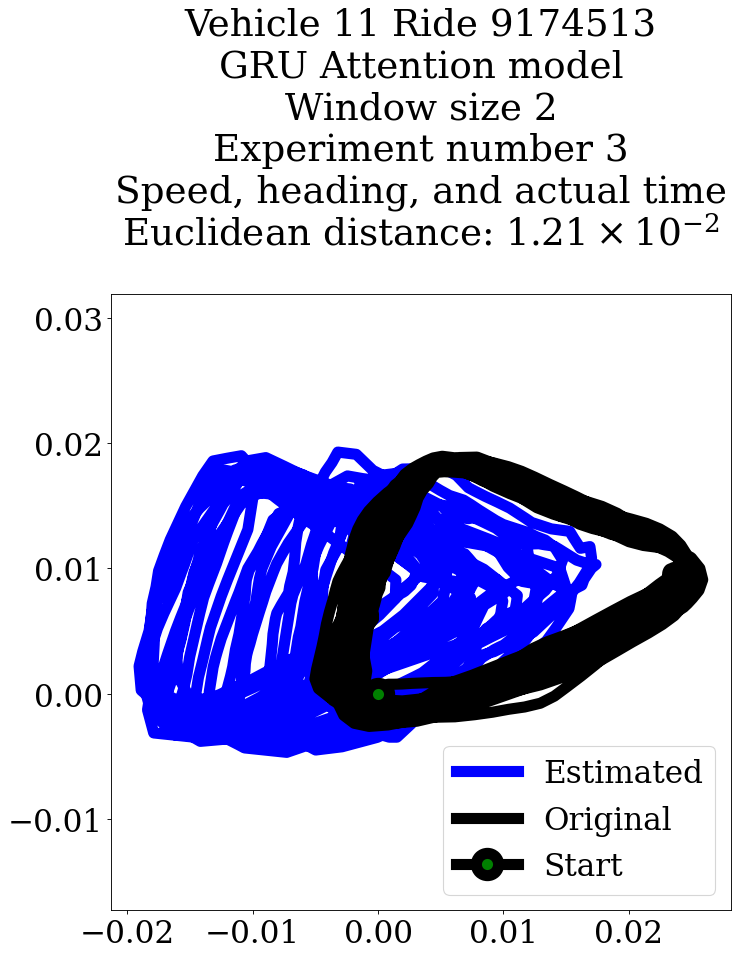 Vehicle 11 Ride 9174513
GRU Attention model
Window size 2
Experiment number 3
Speed, heading, and actual time
Euclidean distance: 1.21 × 10⁻²
0.03
0.02
0.01
0.00
−0.01
−0.02 −0.01 0.00 0.01 0.02
Estimated
Original
Start